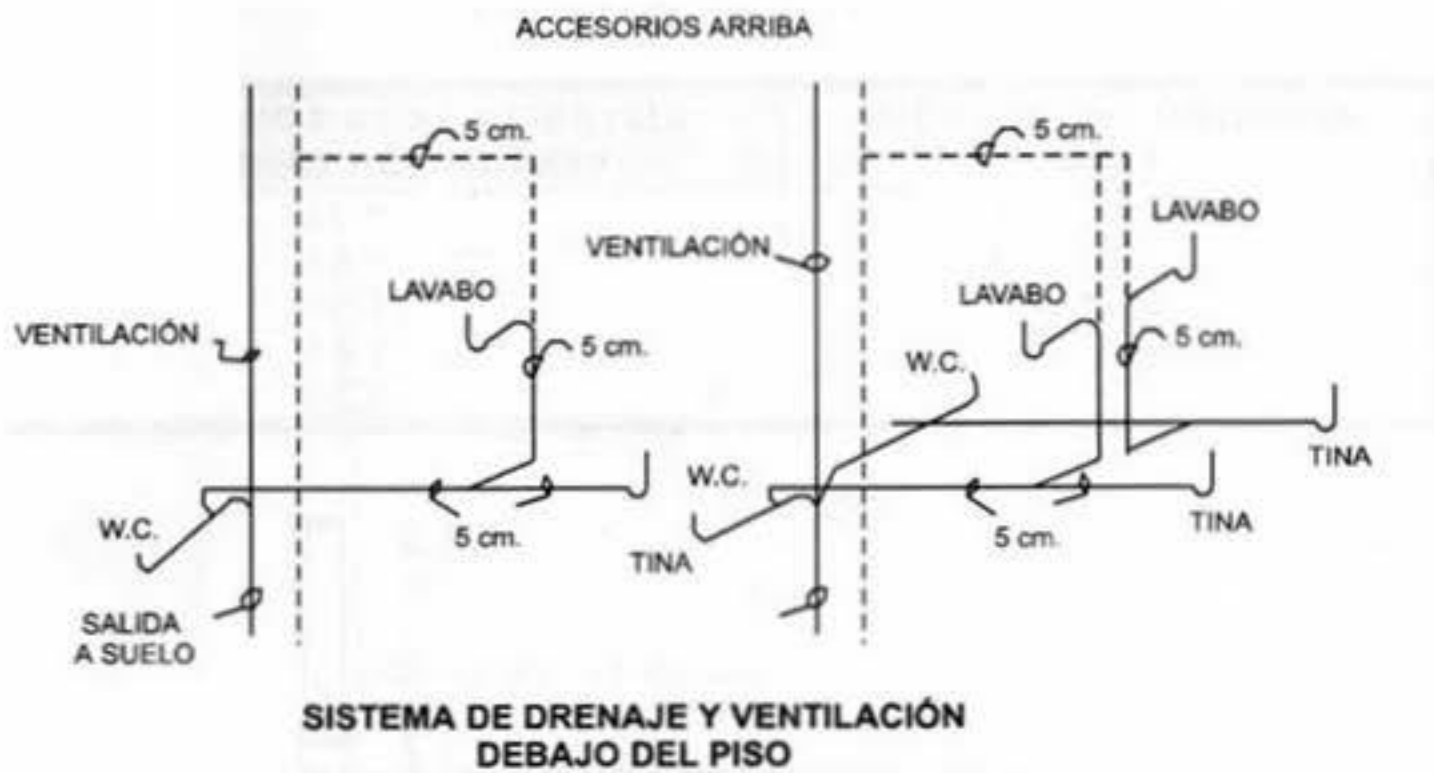 ACCESORIOS ARRIBA
5 cm.
5 cm.
LAVABO
VENTILACIÓN
LAVABO
LAVABO
VENTILACIÓN
5 cm.
5 cm.
W.C.
TINA
W.C.
W.C.
5 cm.
TINA
5 cm.
TINA
SALIDA
A SUELO
SISTEMA DE DRENAJE Y VENTILACIÓN
DEBAJO DEL PISO